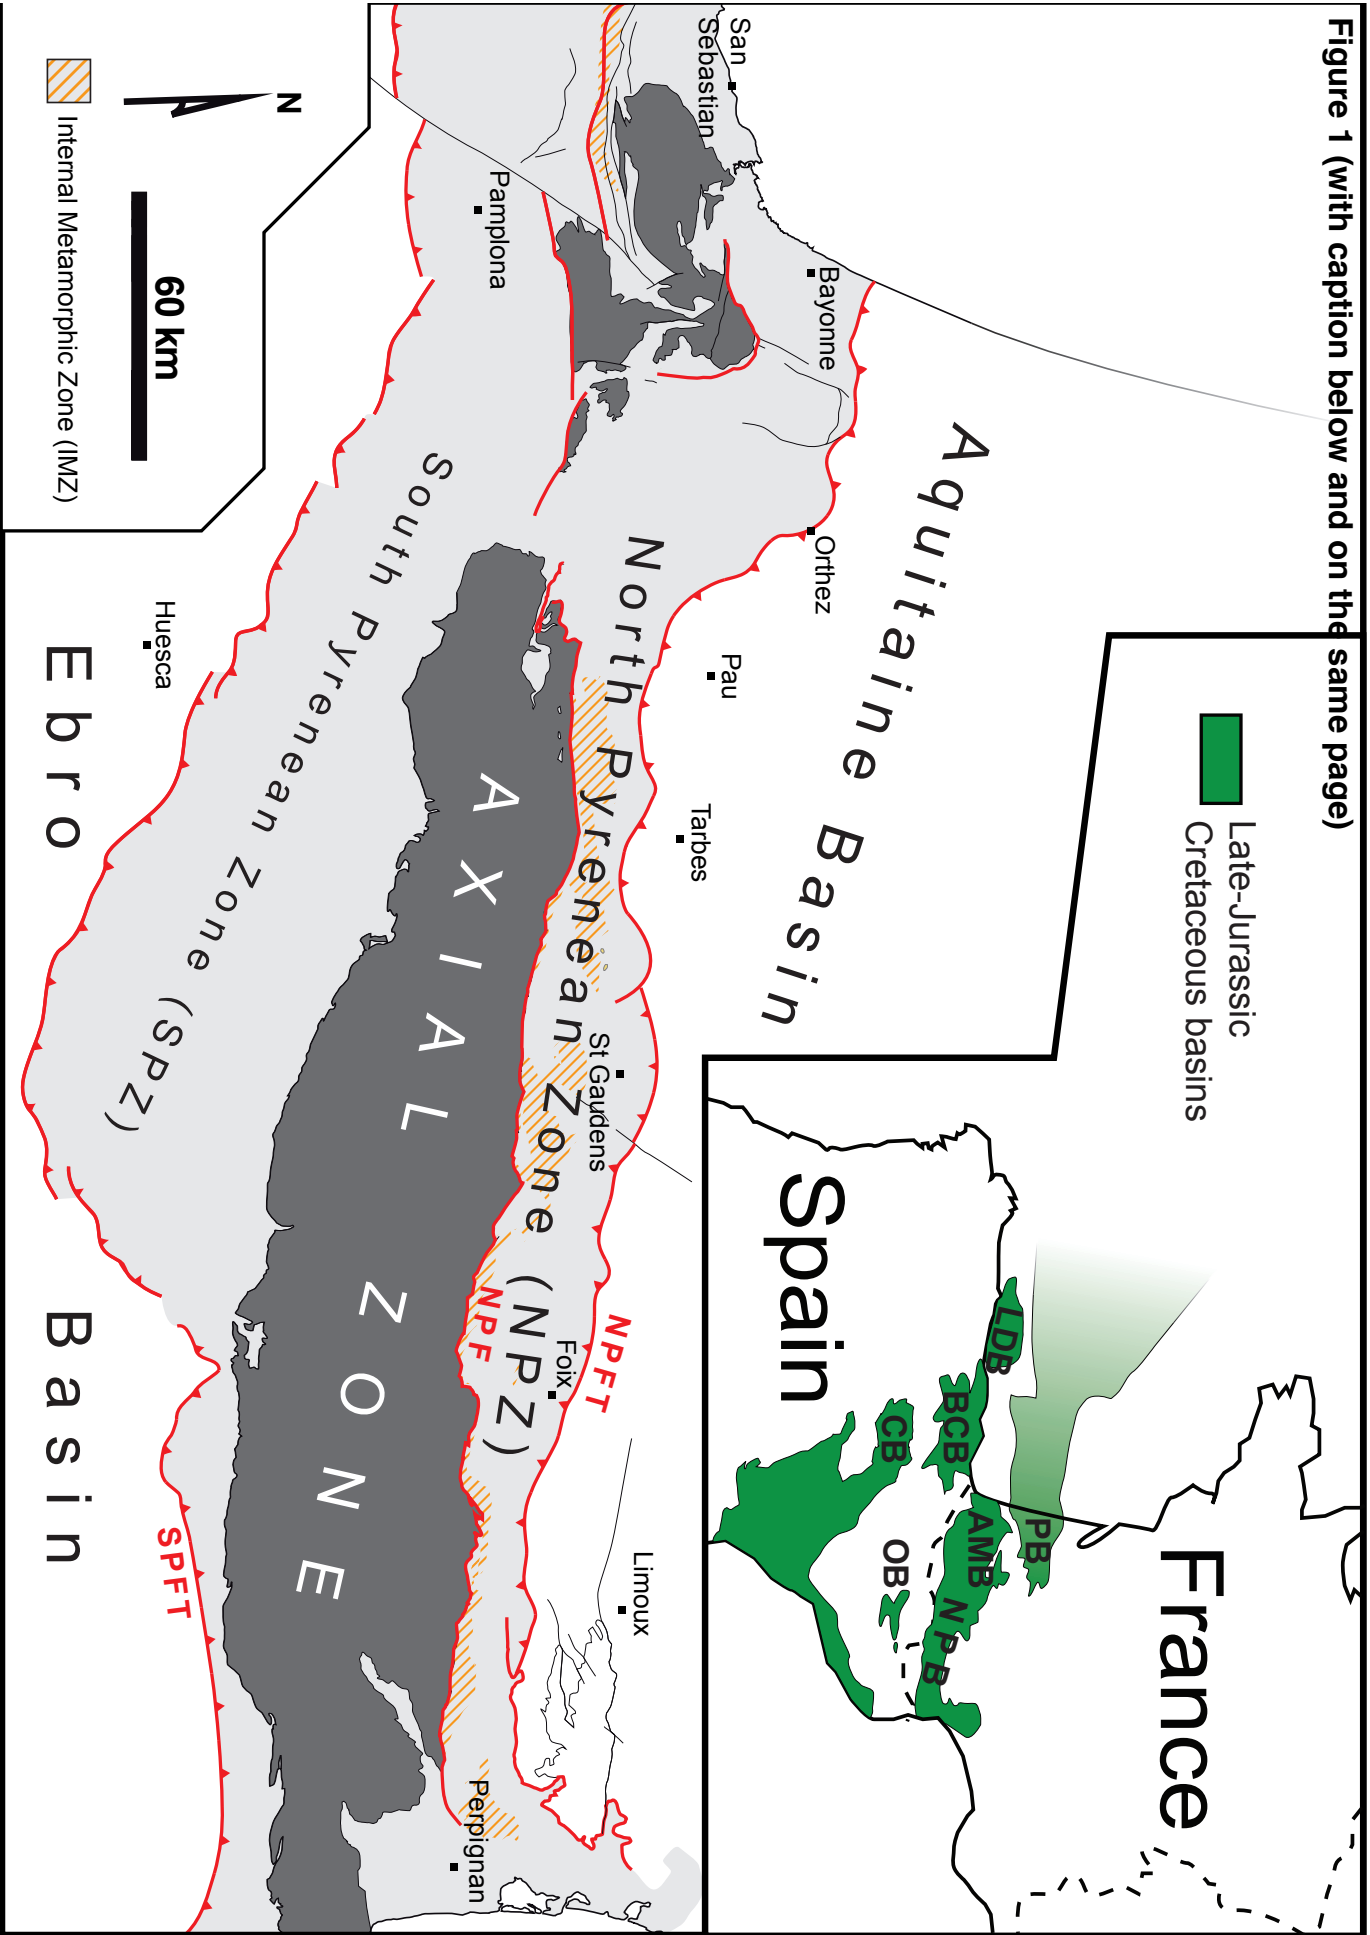 Figure 1 (with caption below and on the same page)
Late-Jurassic
Cretaceous basins
France
Spain
LDB
BCB
CB
PB
AMB
NPB
OB
Aquitaine Basin
San
Sebastian
Bayonne
Orthez
Pau
Tarbes
St Gaudens
Foix
Limoux
Perpignan
Pamplona
Huesca
North Pyrenean Zone (NPZ)
NPFT
NPF
AXIAL ZONE
South Pyrenean Zone (SPZ)
SPFT
Ebro Basin
N
60 km
Internal Metamorphic Zone (IMZ)